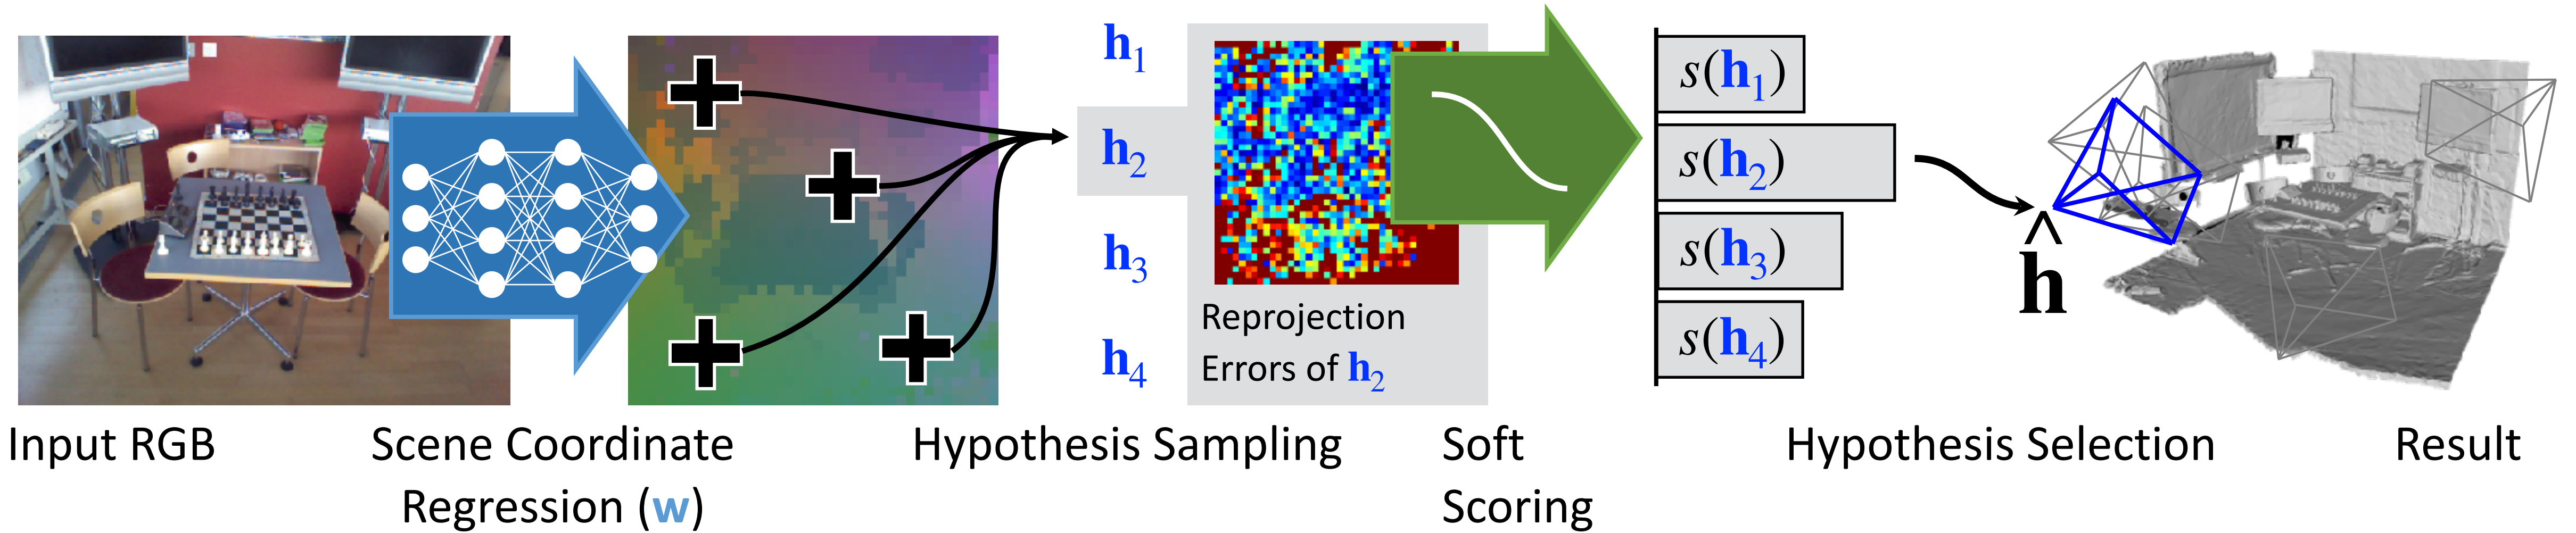 h1
h2
h3
h4
Reprojection
Errors of h2
s(h1)
s(h2)
s(h3)
s(h4)
ĥ
Input RGB
Scene Coordinate
Regression (w)
Hypothesis Sampling
Soft
Scoring
Hypothesis Selection
Result